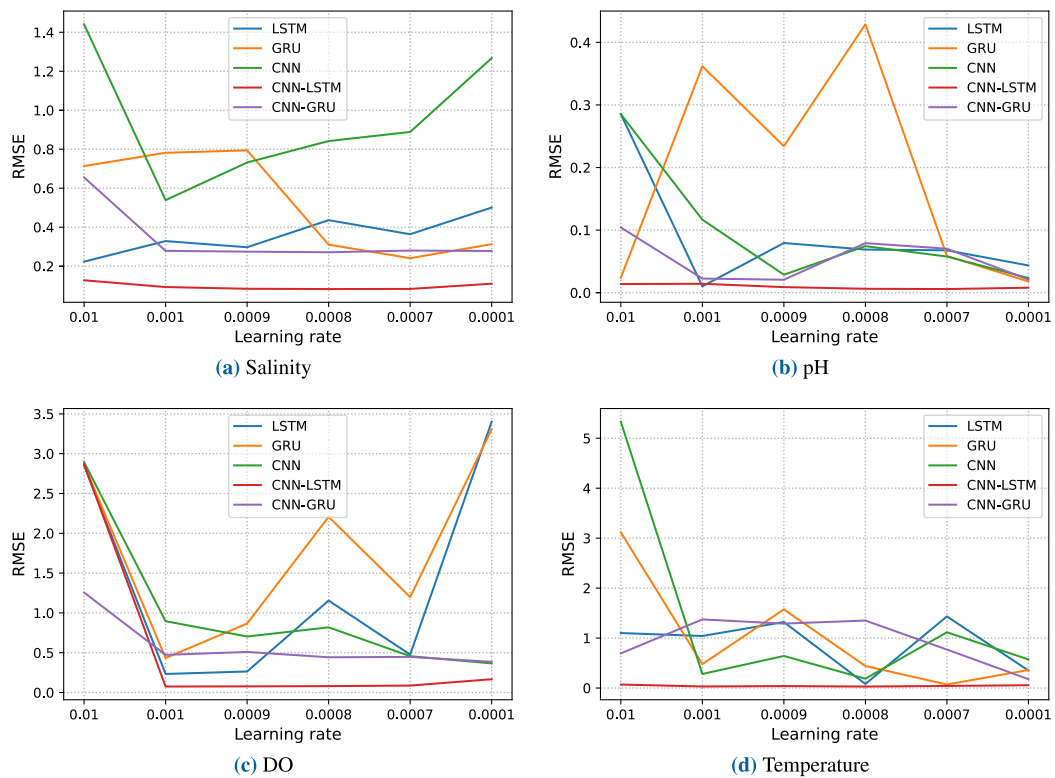 1.4
1.2
1.0
0.8
0.6
0.4
0.2
RMSE
LSTM
GRU
CNN
CNN-LSTM
CNN-GRU
0.01 0.001 0.0009 0.0008 0.0007 0.0001
Learning rate
(a) Salinity
0.4
0.3
0.2
0.1
0.0
RMSE
LSTM
GRU
CNN
CNN-LSTM
CNN-GRU
0.01 0.001 0.0009 0.0008 0.0007 0.0001
Learning rate
(b) pH
3.5
3.0
2.5
2.0
1.5
1.0
0.5
0.0
RMSE
LSTM
GRU
CNN
CNN-LSTM
CNN-GRU
0.01 0.001 0.0009 0.0008 0.0007 0.0001
Learning rate
(c) DO
5
4
3
2
1
0
RMSE
LSTM
GRU
CNN
CNN-LSTM
CNN-GRU
0.01 0.001 0.0009 0.0008 0.0007 0.0001
Learning rate
(d) Temperature